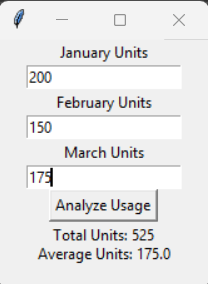 January Units
200
February Units
150
March Units
175
Analyze Usage
Total Units: 525
Average Units: 175.0